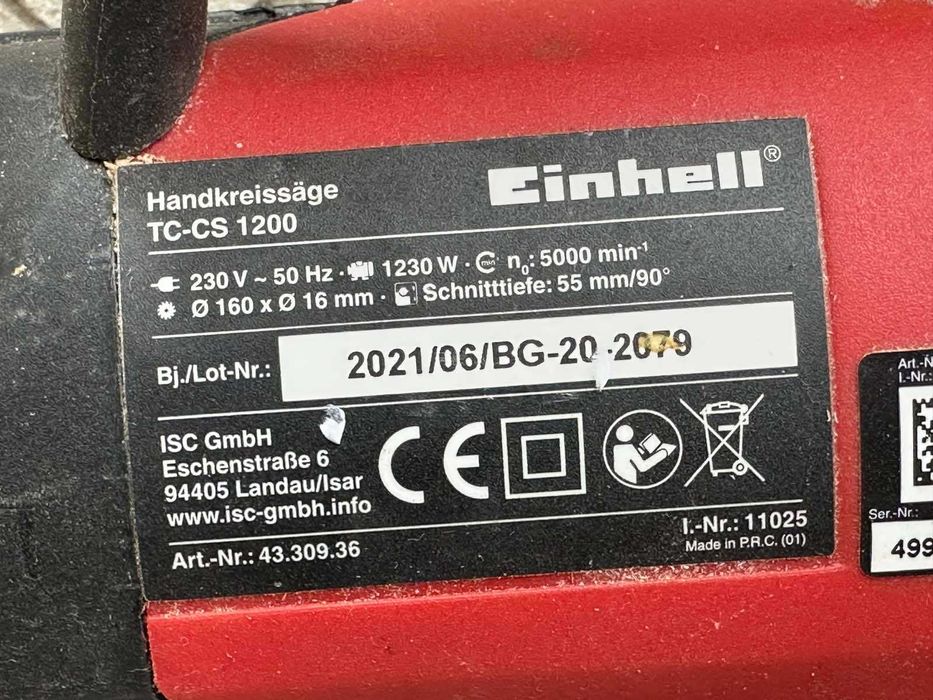 Handkreissäge
TC-CS 1200
Einhell®
230 V ~ 50 Hz · 1230 W · n₀: 5000 min⁻¹
Ø 160 x Ø 16 mm · Schnitttiefe: 55 mm/90°
Bj./Lot-Nr.: 2021/06/BG-20
ISC GmbH
Eschenstraße 6
94405 Landau/Isar
www.isc-gmbh.info
CE
Art.-Nr.: 43.309.36
I.-Nr.: 11025
Made in P.R.C. (01)
I.-Nr.:
Ser.-Nr.:
499